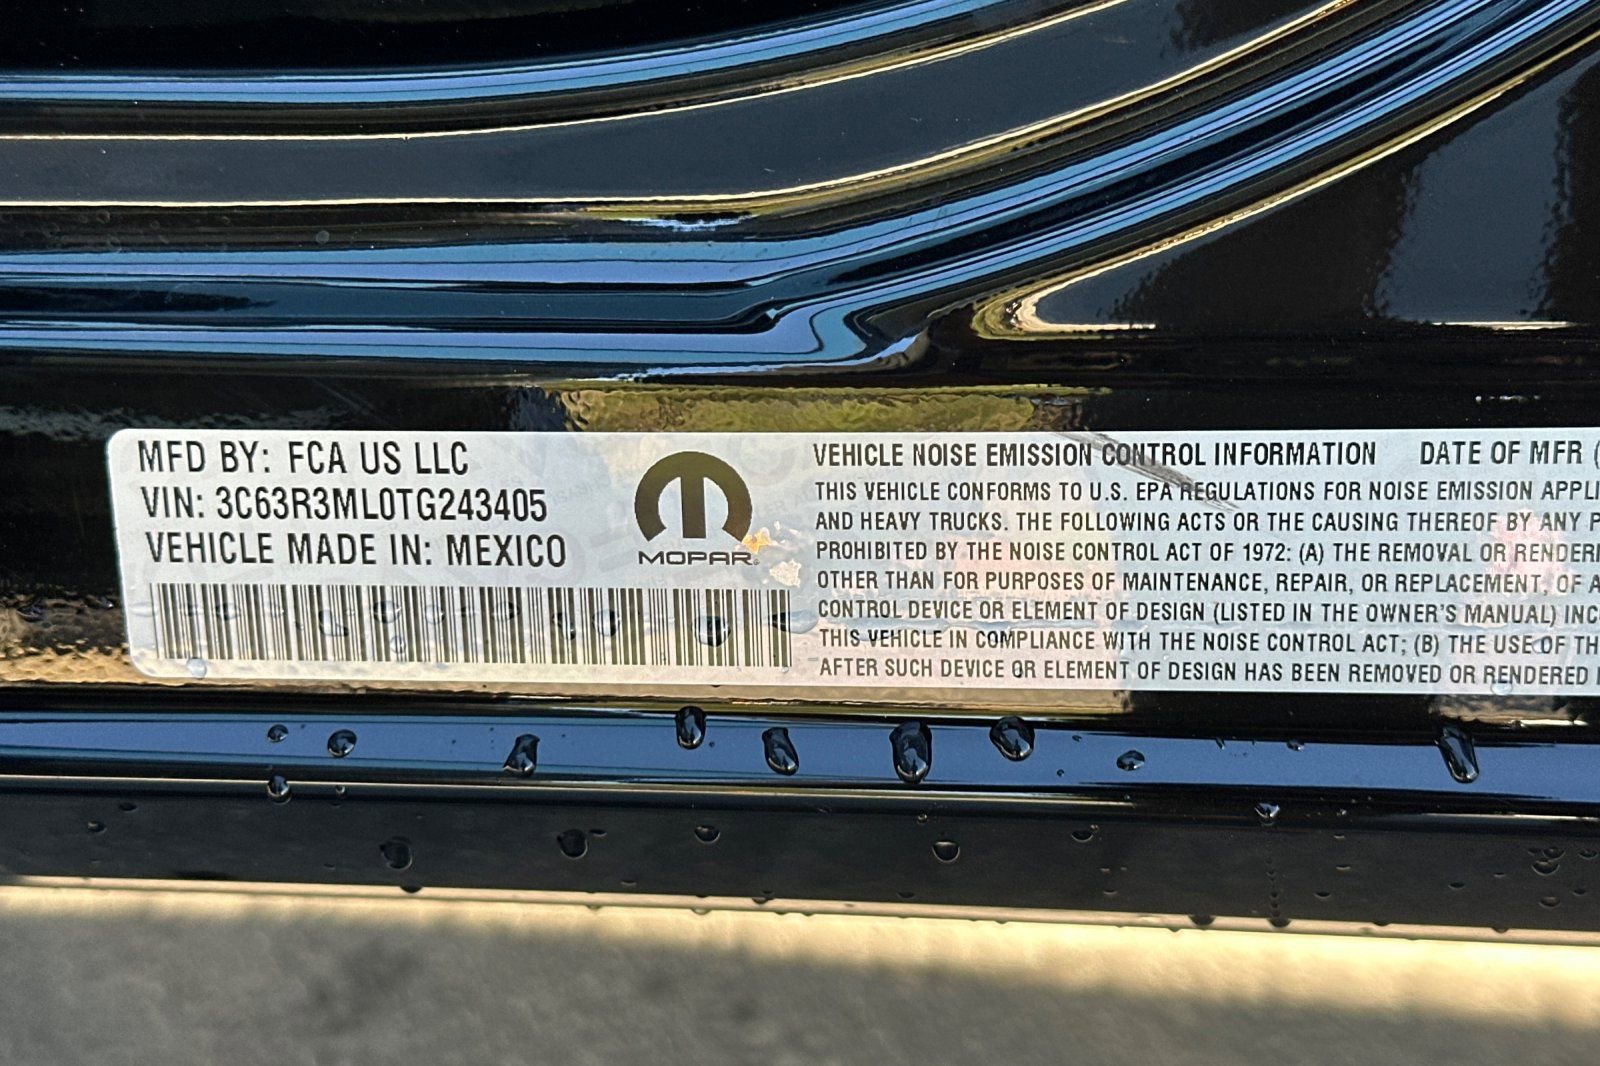 MFD BY: FCA US LLC
VIN: 3C63R3ML0TG243405
VEHICLE MADE IN: MEXICO
MOPAR
VEHICLE NOISE EMISSION CONTROL INFORMATION DATE OF MFR (
THIS VEHICLE CONFORMS TO U.S. EPA REGULATIONS FOR NOISE EMISSION APPLI
AND HEAVY TRUCKS. THE FOLLOWING ACTS OR THE CAUSING THEREOF BY ANY P
PROHIBITED BY THE NOISE CONTROL ACT OF 1972: (A) THE REMOVAL OR RENDERI
OTHER THAN FOR PURPOSES OF MAINTENANCE, REPAIR, OR REPLACEMENT, OF A
CONTROL DEVICE OR ELEMENT OF DESIGN (LISTED IN THE OWNER'S MANUAL) INC
THIS VEHICLE IN COMPLIANCE WITH THE NOISE CONTROL ACT; (B) THE USE OF TH
AFTER SUCH DEVICE OR ELEMENT OF DESIGN HAS BEEN REMOVED OR RENDERED